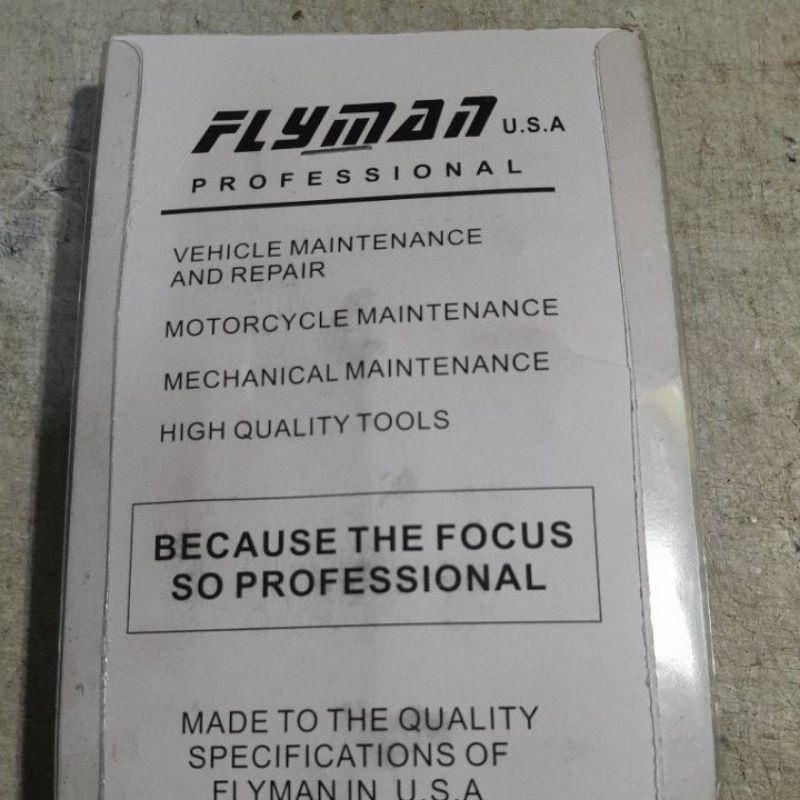 FLYMAN U.S.A
PROFESSIONAL
VEHICLE MAINTENANCE
AND REPAIR
MOTORCYCLE MAINTENANCE
MECHANICAL MAINTENANCE
HIGH QUALITY TOOLS
BECAUSE THE FOCUS
SO PROFESSIONAL
MADE TO THE QUALITY
SPECIFICATIONS OF
FLYMAN IN U.S.A